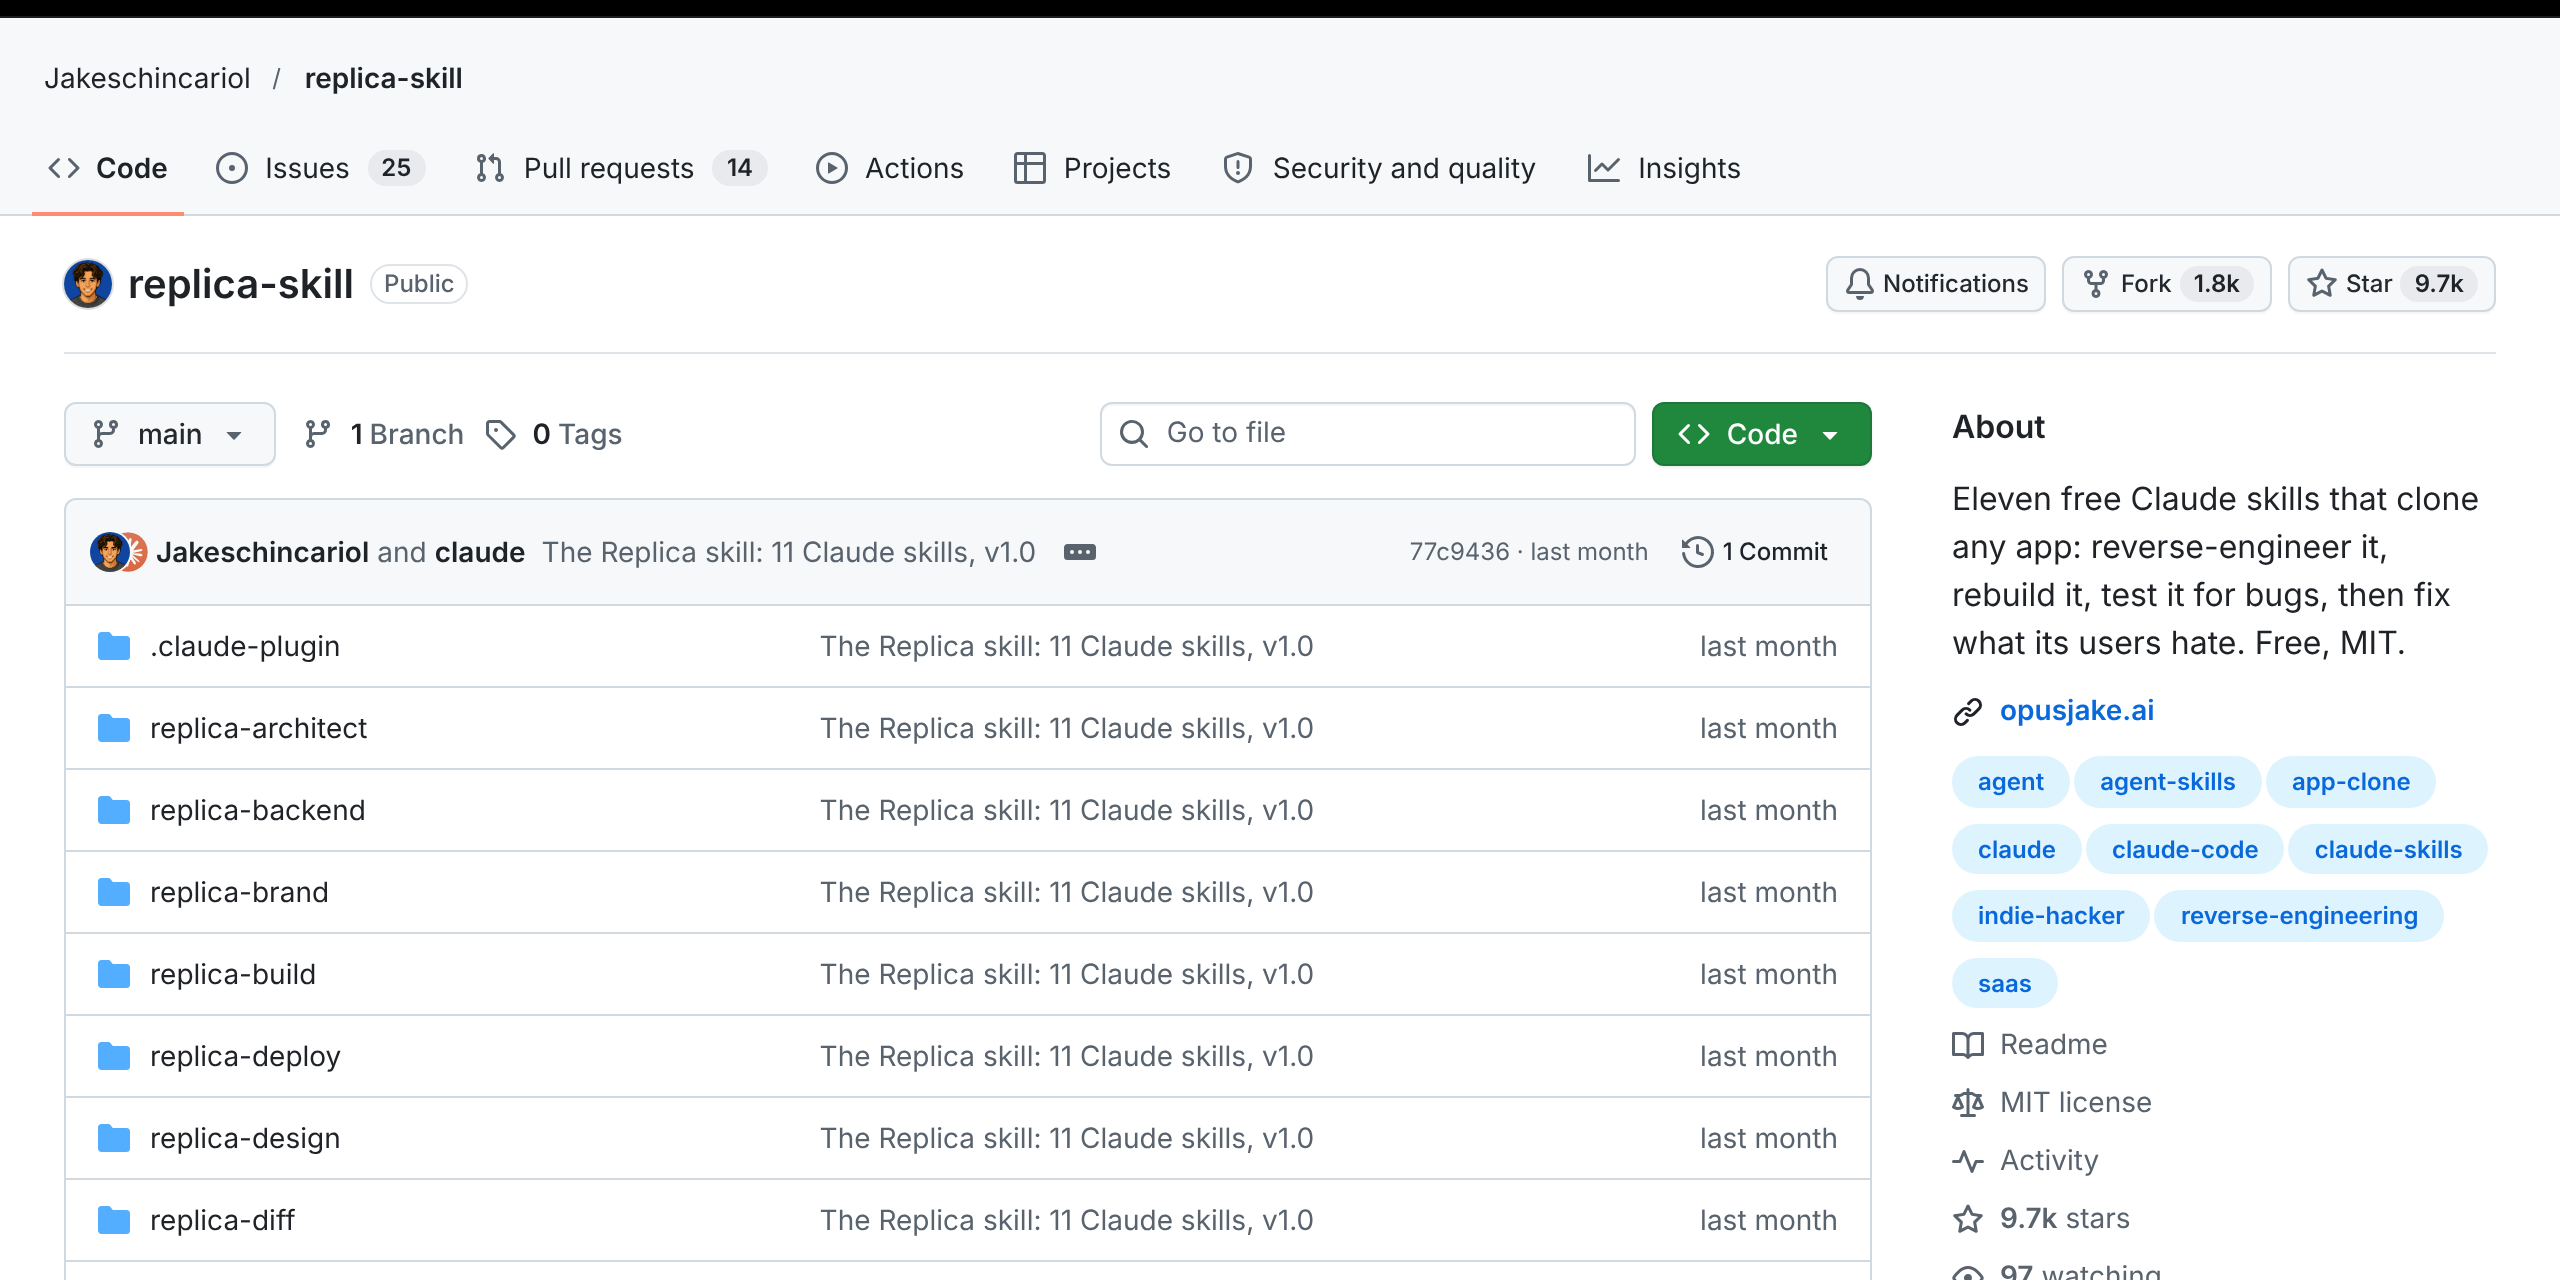 Jakeschincariol / replica-skill
Code Issues 25 Pull requests 14 Actions Projects Security and quality Insights
replica-skill Public Notifications Fork 1.8k Star 9.7k
main 1 Branch 0 Tags Go to file Code
Jakeschincariol and claude The Replica skill: 11 Claude skills, v1.0 77c9436 · last month 1 Commit
.claude-plugin The Replica skill: 11 Claude skills, v1.0 last month
replica-architect The Replica skill: 11 Claude skills, v1.0 last month
replica-backend The Replica skill: 11 Claude skills, v1.0 last month
replica-brand The Replica skill: 11 Claude skills, v1.0 last month
replica-build The Replica skill: 11 Claude skills, v1.0 last month
replica-deploy The Replica skill: 11 Claude skills, v1.0 last month
replica-design The Replica skill: 11 Claude skills, v1.0 last month
replica-diff The Replica skill: 11 Claude skills, v1.0 last month
About
Eleven free Claude skills that clone
any app: reverse-engineer it,
rebuild it, test it for bugs, then fix
what its users hate. Free, MIT.
opusjake.ai
agent agent-skills app-clone
claude claude-code claude-skills
indie-hacker reverse-engineering
saas
Readme
MIT license
Activity
9.7k stars
97 watching